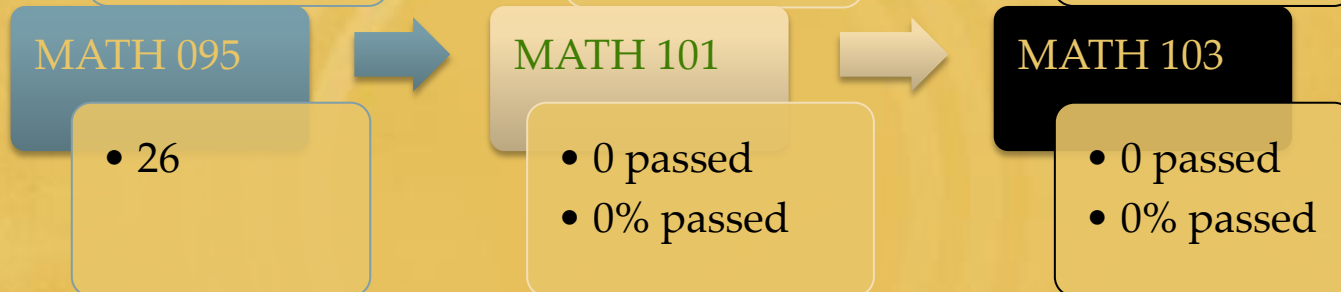 MATH 095
• 26
MATH 101
• 0 passed
• 0% passed
MATH 103
• 0 passed
• 0% passed